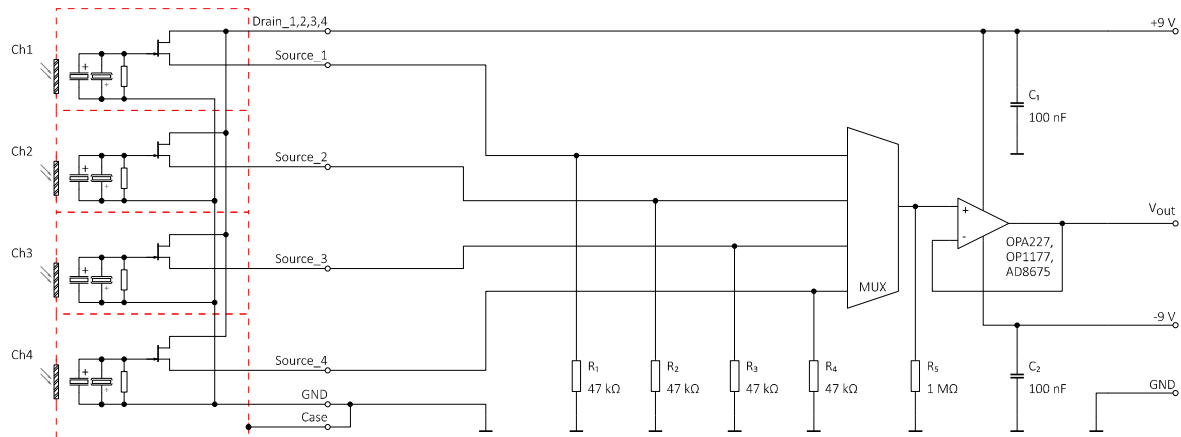 Drain_1,2,3,4
+9 V
Ch1
+
Source_1
+
C₁
100 nF
Ch2
+
Source_2
+
+
Vout
-
OPA227,
OP1177,
AD8675
Ch3
+
Source_3
+
MUX
-9 V
Ch4
+
Source_4
+
R₁
47 kΩ
R₂
47 kΩ
R₃
47 kΩ
R₄
47 kΩ
R₅
1 MΩ
C₂
100 nF
GND
GND
Case